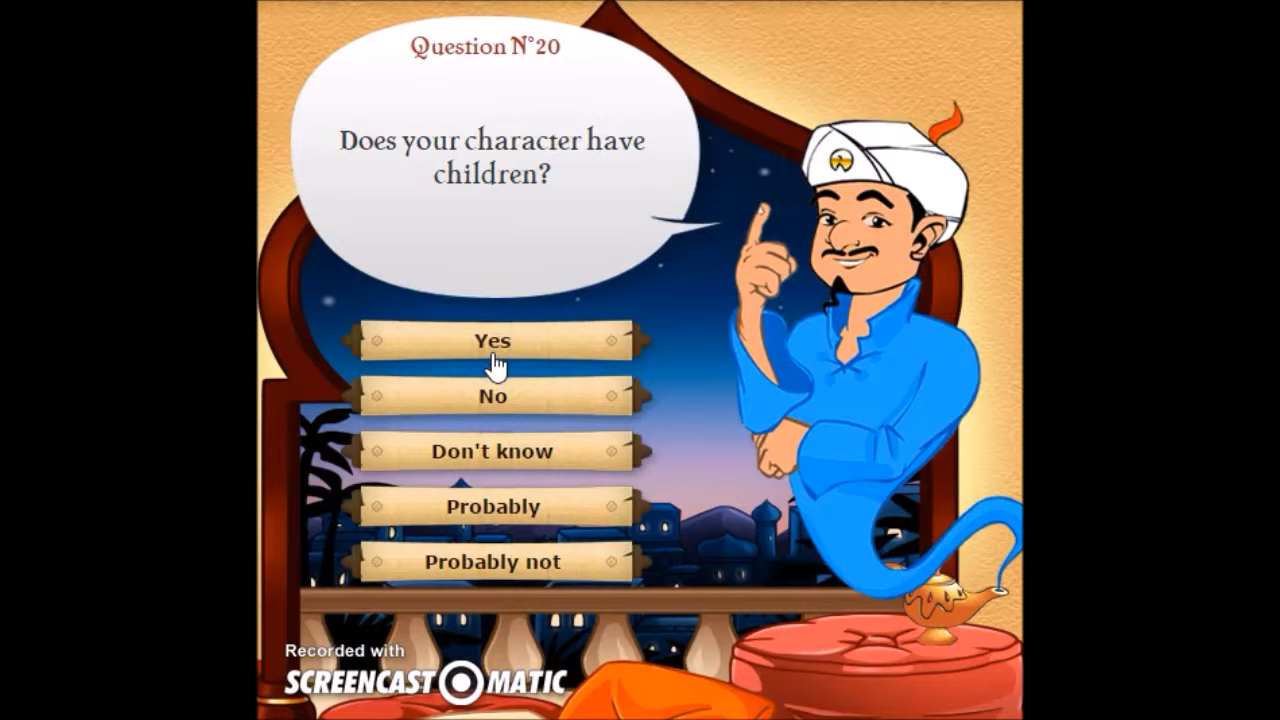 Question N°20
Does your character have
children?
Yes
No
Don't know
Probably
Probably not
Recorded with
SCREENCAST MATIC